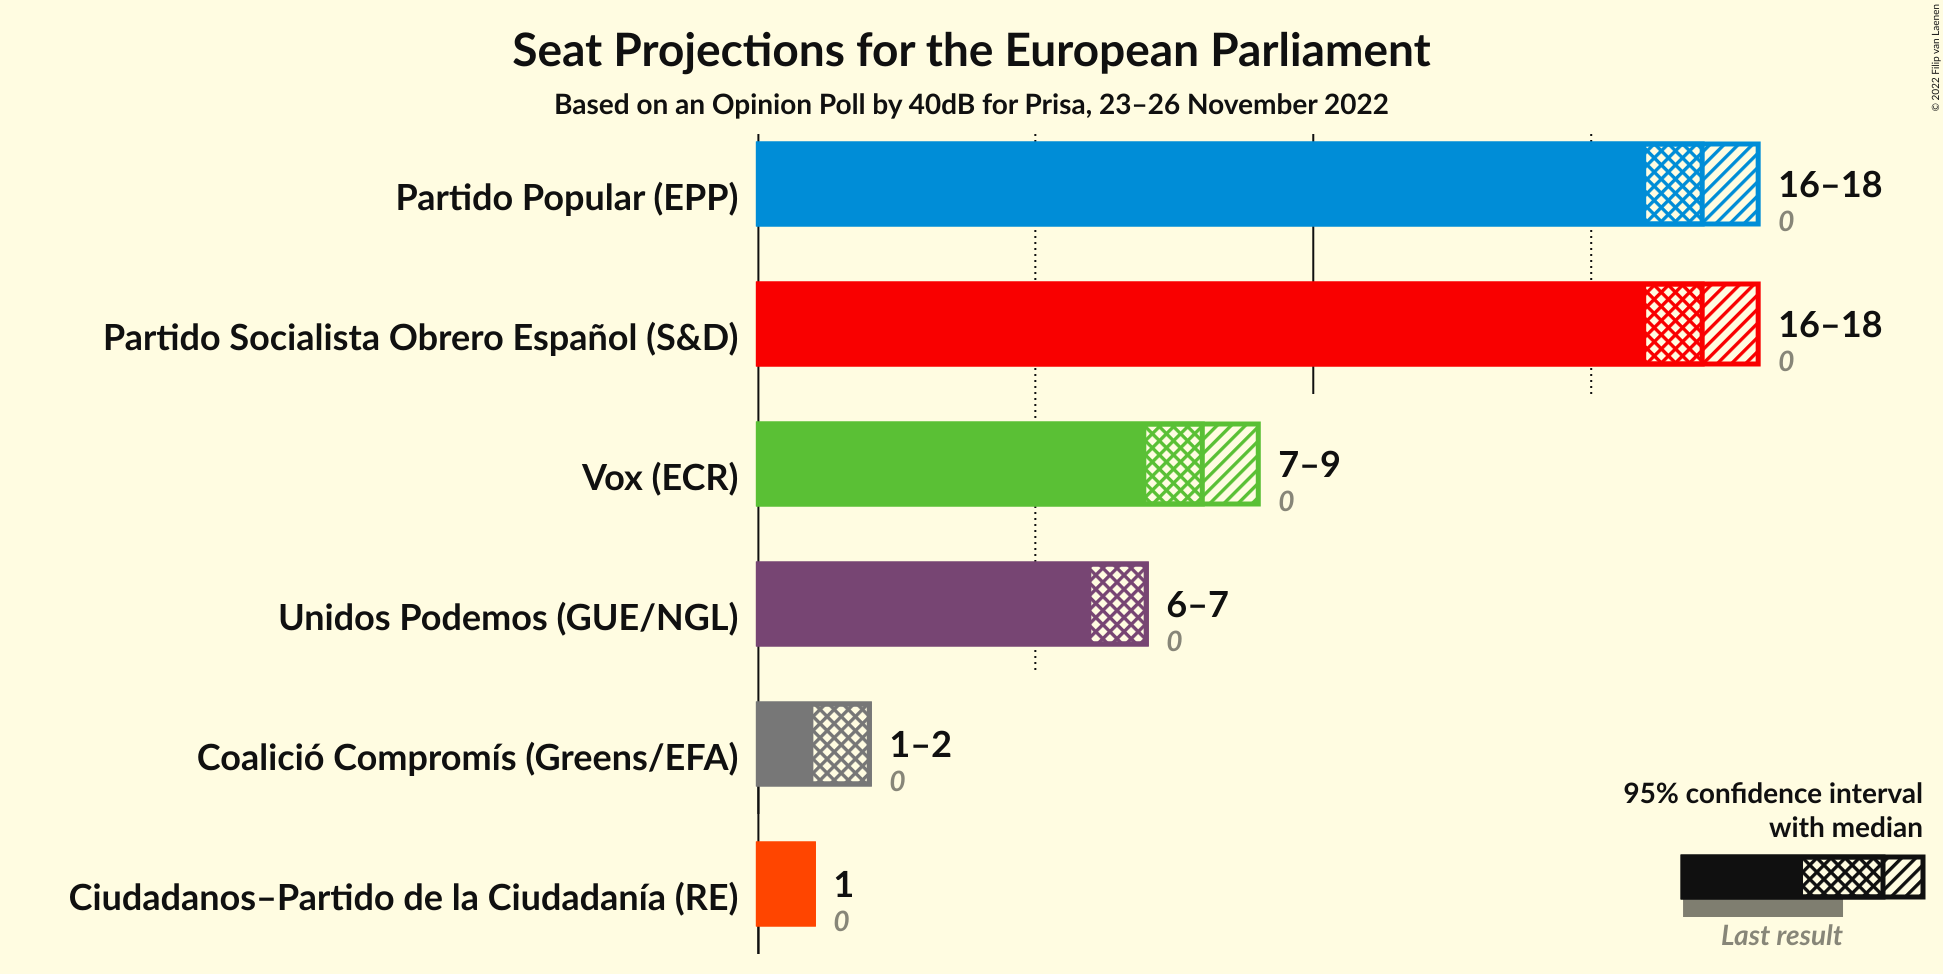 Seat Projections for the European Parliament
Based on an Opinion Poll by 40dB for Prisa, 23–26 November 2022
© 2022 Filip van Laenen
Partido Popular (EPP)
16–18
0
Partido Socialista Obrero Español (S&D)
16–18
0
Vox (ECR)
7–9
0
Unidos Podemos (GUE/NGL)
6–7
0
Coalició Compromís (Greens/EFA)
1–2
0
Ciudadanos–Partido de la Ciudadanía (RE)
1
0
95% confidence interval
with median
Last result